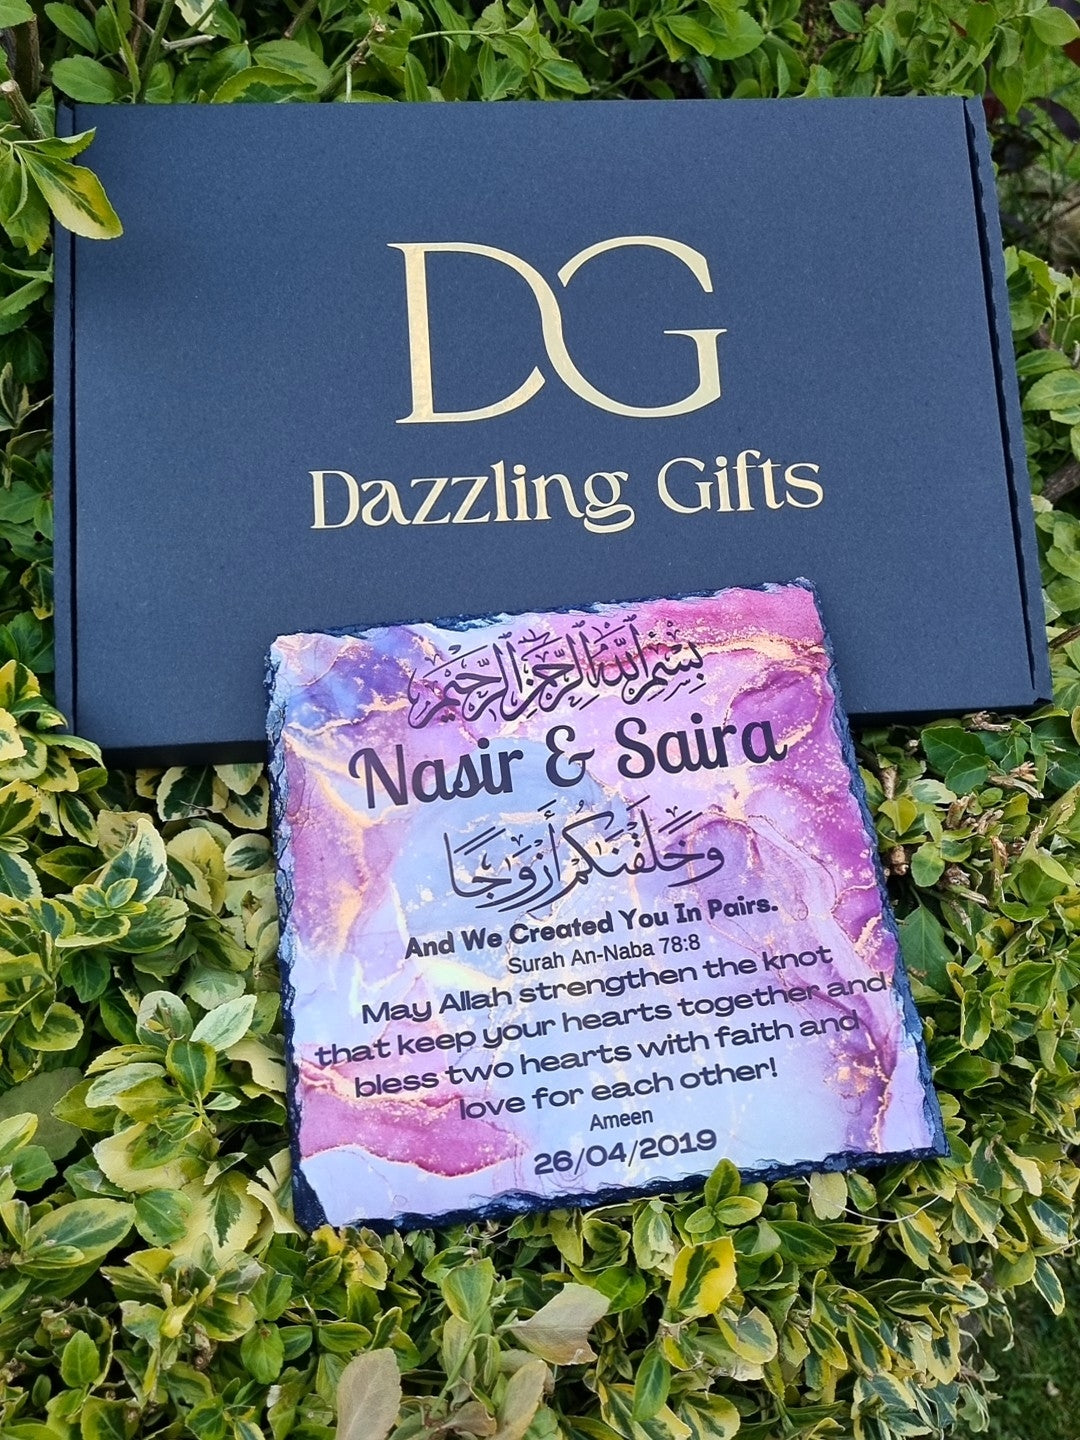 DG
Dazzling Gifts
بِسْمِ ٱللَّهِ ٱلرَّحْمَٰنِ ٱلرَّحِيمِ
Nasir & Saira
وَخَلَقْنَٰكُمْ أَزْوَٰجًا
And We Created You In Pairs.
Surah An-Naba 78:8
May Allah strengthen the knot
that keep your hearts together and
bless two hearts with faith and
love for each other!
Ameen
26/04/2019